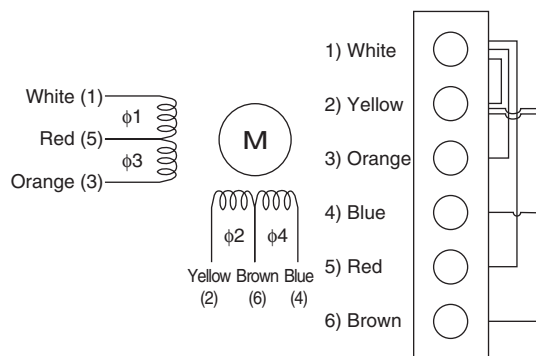 White (1)
ϕ1
Red (5)
ϕ3
Orange (3)
M
ϕ2
ϕ4
Yellow Brown Blue
(2) (6) (4)
1) White
2) Yellow
3) Orange
4) Blue
5) Red
6) Brown